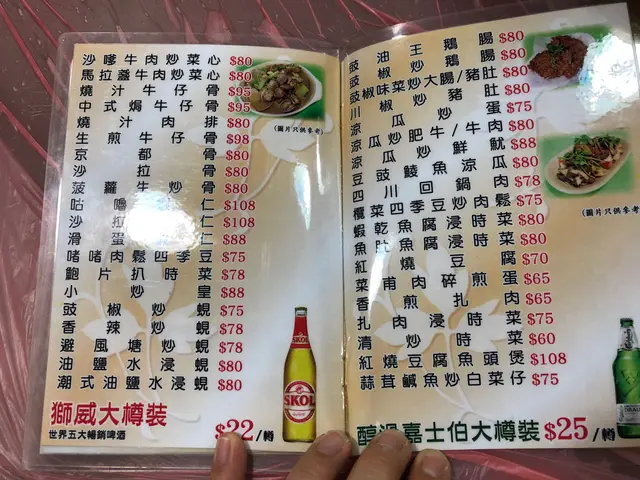 沙嗲牛肉炒菜心 $80
馬拉盞牛肉炒菜心 $80
燒汁牛仔骨 $95
中式焗牛仔骨 $95
燒汁肉排 $80
生煎牛仔骨 $98
京都骨 $80
沙拉骨 $80
菠蘿牛炒骨 $80
咕嚕仁 $108
沙拉仁 $108
滑蛋仁 $88
啫啫肉鬆四季豆 $75
鮑片扒時菜 $78
小炒皇 $88
豉椒炒蜆 $75
香辣炒蜆 $78
避風塘炒蜆 $78
油鹽水浸蜆 $80
潮式油鹽水浸蜆 $80
(圖片只供參考)
SKOL
獅威大樽裝
世界五大暢銷啤酒
$22/樽
豉油王鵝腸 $80
豉椒炒鵝腸 $80
豉椒味菜炒大腸/豬肚 $80
川椒炒豬肚 $80
涼瓜炒蛋 $75
涼瓜炒肥牛/牛肉 $80
涼瓜炒鮮魷 $88
豆豉鯪魚涼瓜 $80
四川回鍋肉 $78
欖菜四季豆炒肉鬆 $75
蝦乾魚腐浸時菜 $80
魚肚魚腐浸時菜 $80
紅燒豆腐 $70
菜甫肉碎煎蛋 $65
香煎扎肉 $65
扎肉浸時菜 $75
清炒時菜 $60
紅燒豆腐魚頭煲 $108
蒜茸鹹魚炒白菜仔 $75
(圖片只供參考
嘉士伯大樽裝 $25/樽